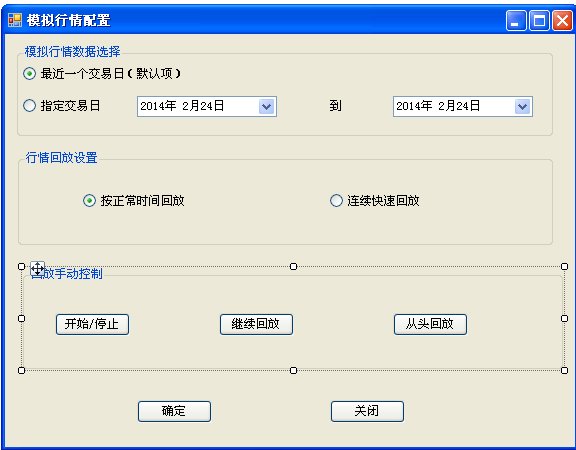 模拟行情配置
模拟行情数据选择
最近一个交易日(默认项)
指定交易日 2014年 2月24日 到 2014年 2月24日
行情回放设置
按正常时间回放 连续快速回放
回放手动控制
开始/停止 继续回放 从头回放
确定 关闭